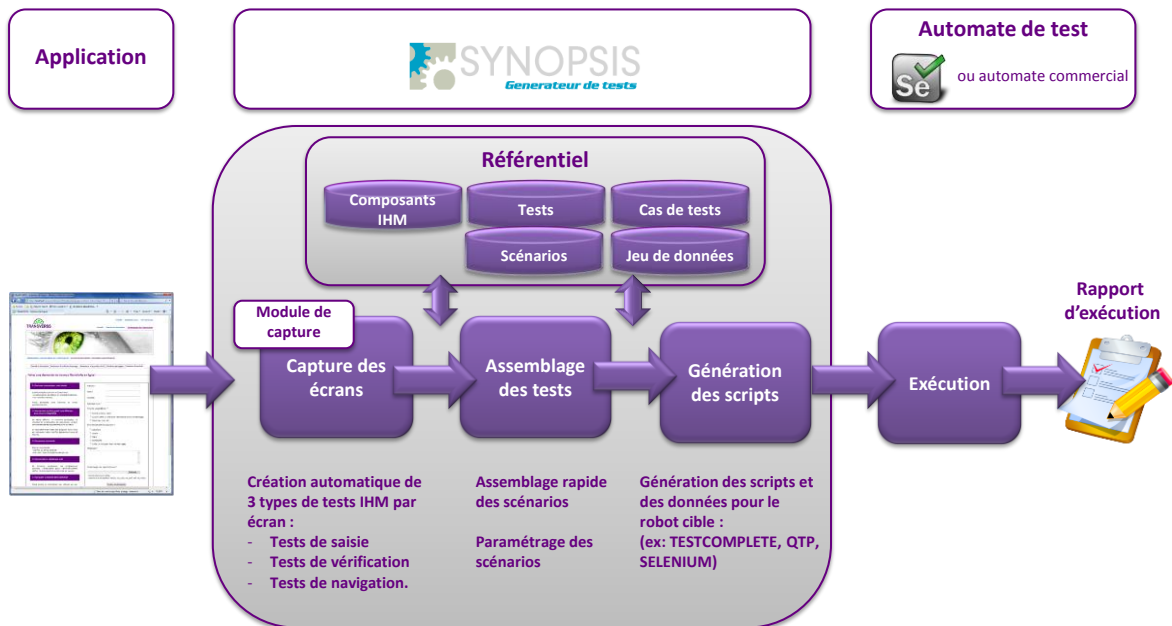 Application
SYNOPSIS
Generateur de tests
Automate de test
Se
ou automate commercial
Référentiel
Composants
IHM
Tests
Cas de tests
Scénarios
Jeu de données
Module de
capture
Capture des
écrans
Assemblage
des tests
Génération
des scripts
Exécution
Rapport
d’exécution
TRANSVERSE
Création automatique de
3 types de tests IHM par
écran :
- Tests de saisie
- Tests de vérification
- Tests de navigation.
Assemblage rapide
des scénarios
Paramétrage des
scénarios
Génération des scripts et
des données pour le
robot cible :
(ex: TESTCOMPLETE, QTP,
SELENIUM)